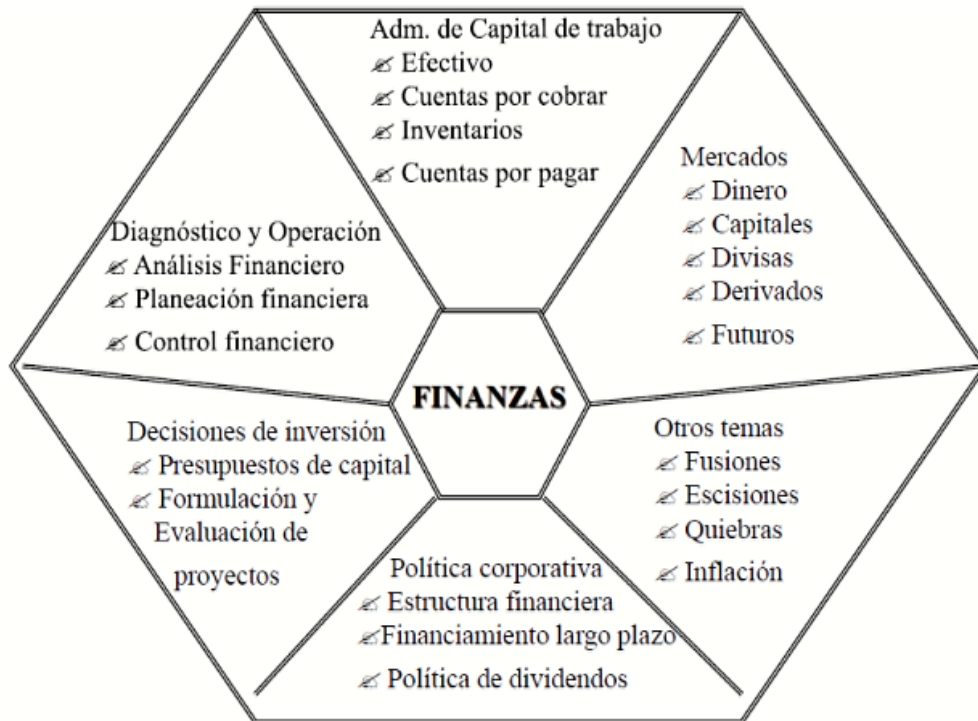 Adm. de Capital de trabajo
Efectivo
Cuentas por cobrar
Inventarios
Cuentas por pagar
Mercados
Dinero
Capitales
Divisas
Derivados
Futuros
Diagnóstico y Operación
Análisis Financiero
Planeación financiera
Control financiero
FINANZAS
Decisiones de inversión
Presupuestos de capital
Formulación y
Evaluación de
proyectos
Otros temas
Fusiones
Escisiones
Quiebras
Inflación
Política corporativa
Estructura financiera
Financiamiento largo plazo
Política de dividendos